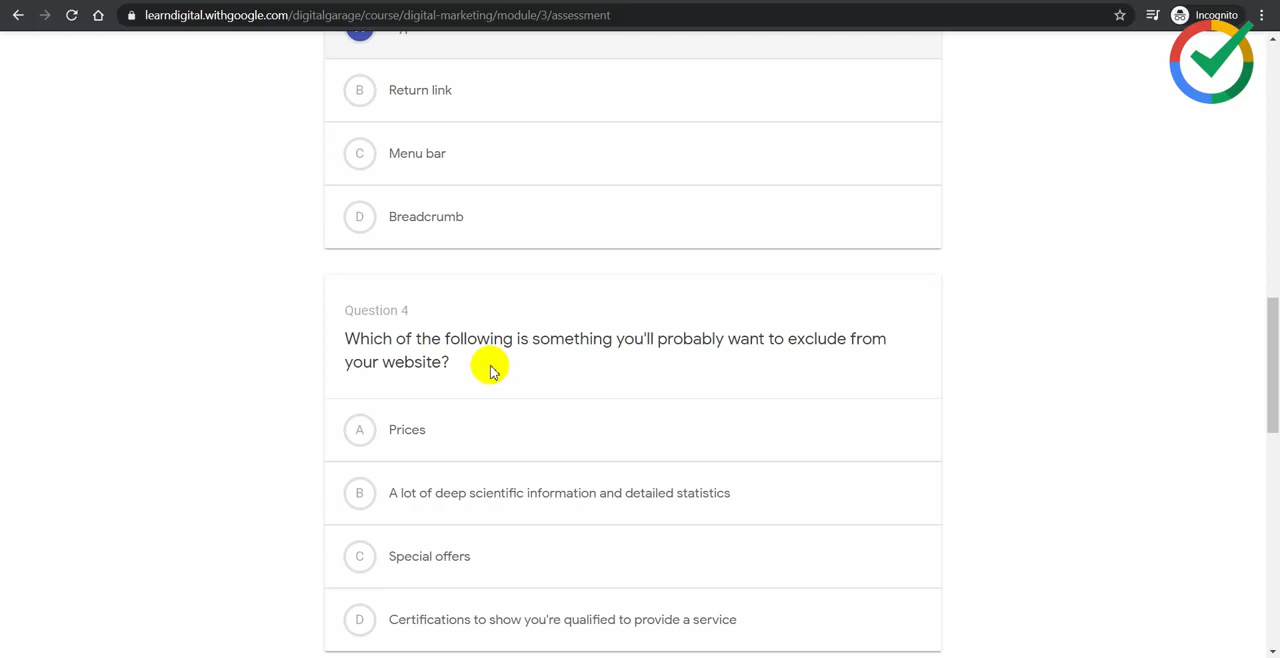 learndigital.withgoogle.com/digitalgarage/course/digital-marketing/module/3/assessment
Incognito
B Return link
C Menu bar
D Breadcrumb
Question 4
Which of the following is something you'll probably want to exclude from
your website?
A Prices
B A lot of deep scientific information and detailed statistics
C Special offers
D Certifications to show you're qualified to provide a service